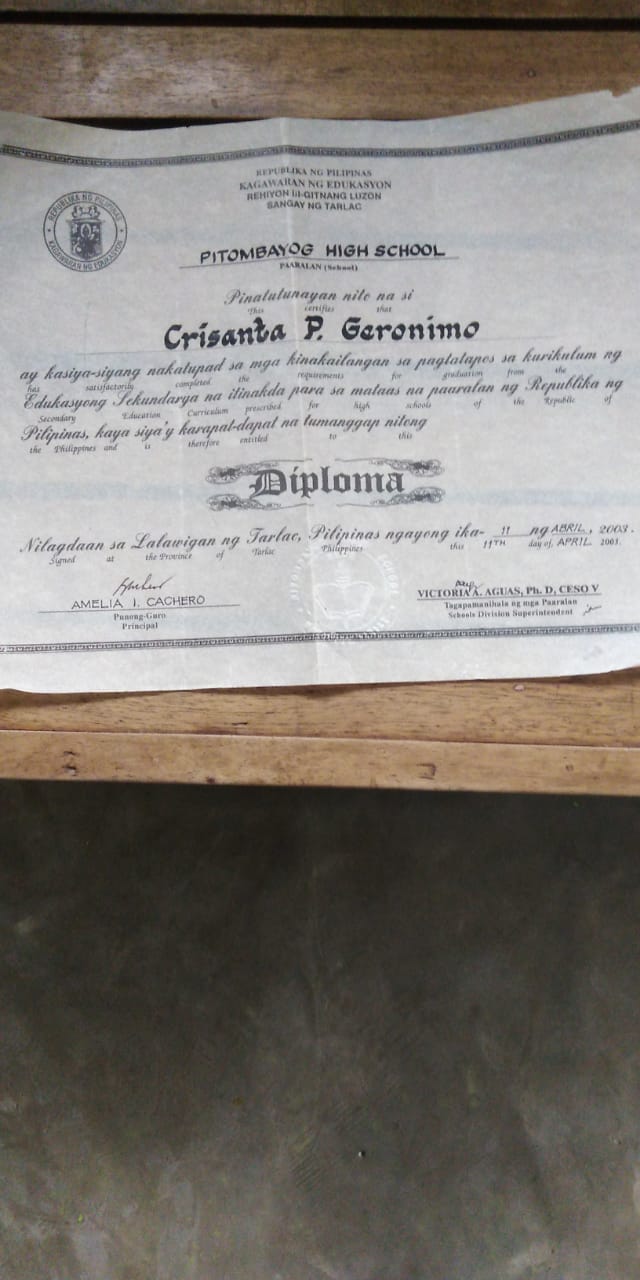 REPUBLIKA NG PILIPINAS
KAGAWARAN NG EDUKASYON
REHIYON III-GITNANG LUZON
SANGAY NG TARLAC
REPUBLIKA NG PILIPINAS
KAGAWARAN NG EDUKASYON
PITOMBAYOG HIGH SCHOOL
PAARALAN (School)
Pinatutunayan nito na si
This certifies that
Crisanta P. Geronimo
ay kasiya-siyang nakatupad sa mga kinakailangan sa pagtatapos sa kurikulum ng
has satisfactorily completed the requirements for graduation from the
Edukasyong Sekundarya na itinakda para sa mataas na paaralan ng Republika ng
Secondary Education Curriculum prescribed for high schools of the Republic of
Pilipinas, kaya siya'y karapat-dapat na tumanggap nitong
the Philippines and is therefore entitled to this
Diploma
Nilagdaan sa Lalawigan ng Tarlac, Pilipinas ngayong ika- 11 ng ABRIL, 2003.
Signed at the Province of Tarlac Philippines this 11TH day of, APRIL 2003.
AMELIA I. CACHERO
Punong-Guro
Principal
VICTORIA A. AGUAS, Ph. D, CESO V
Tagapamanihala ng mga Paaralan
Schools Division Superintendent